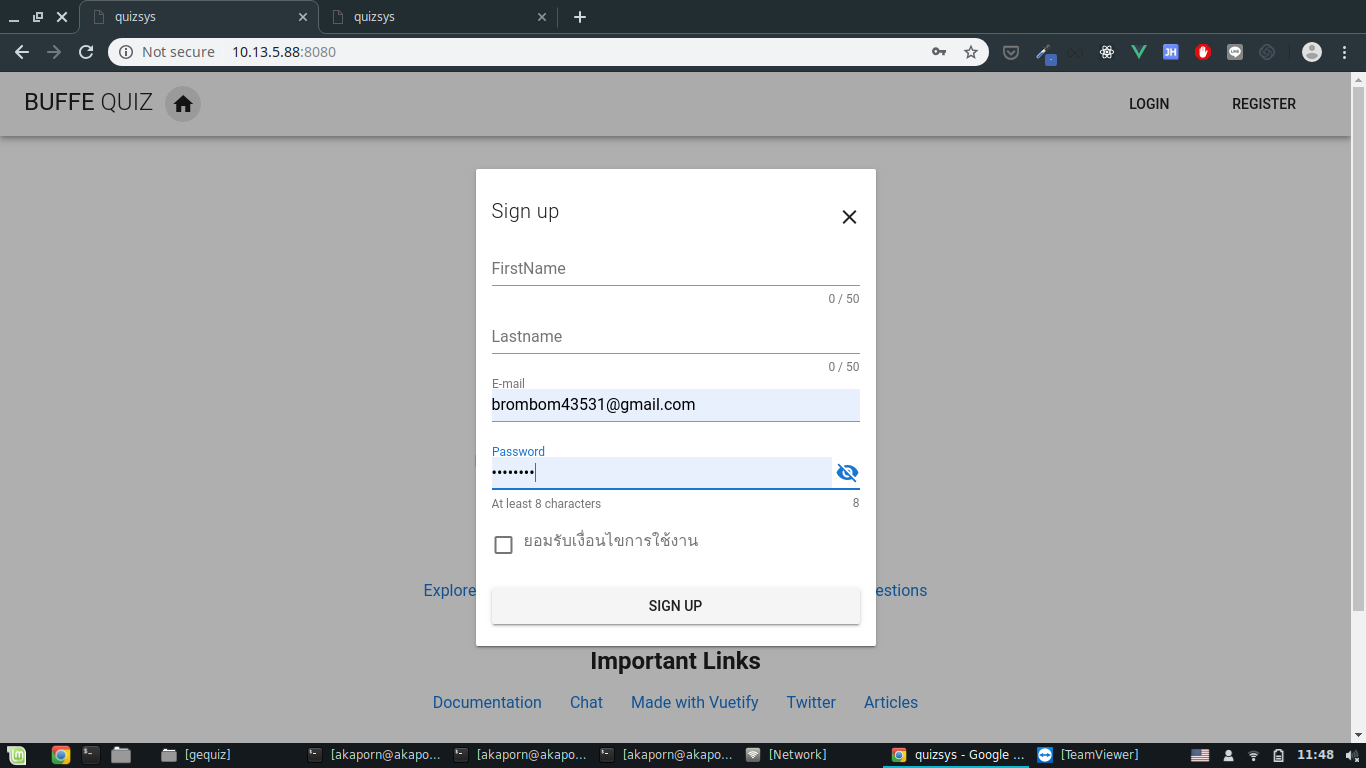 quizsys
quizsys
Not secure 10.13.5.88:8080
JH
BUFFE QUIZ
LOGIN
REGISTER
Sign up
FirstName
0 / 50
Lastname
0 / 50
E-mail
brombom43531@gmail.com
Password
••••••••
At least 8 characters
8
ยอมรับเงื่อนไขการใช้งาน
Explore
estions
SIGN UP
Important Links
Documentation Chat Made with Vuetify Twitter Articles
[gequiz] [akaporn@akapo... [akaporn@akapo... [akaporn@akapo... [Network] quizsys - Google ... [TeamViewer] 11:48